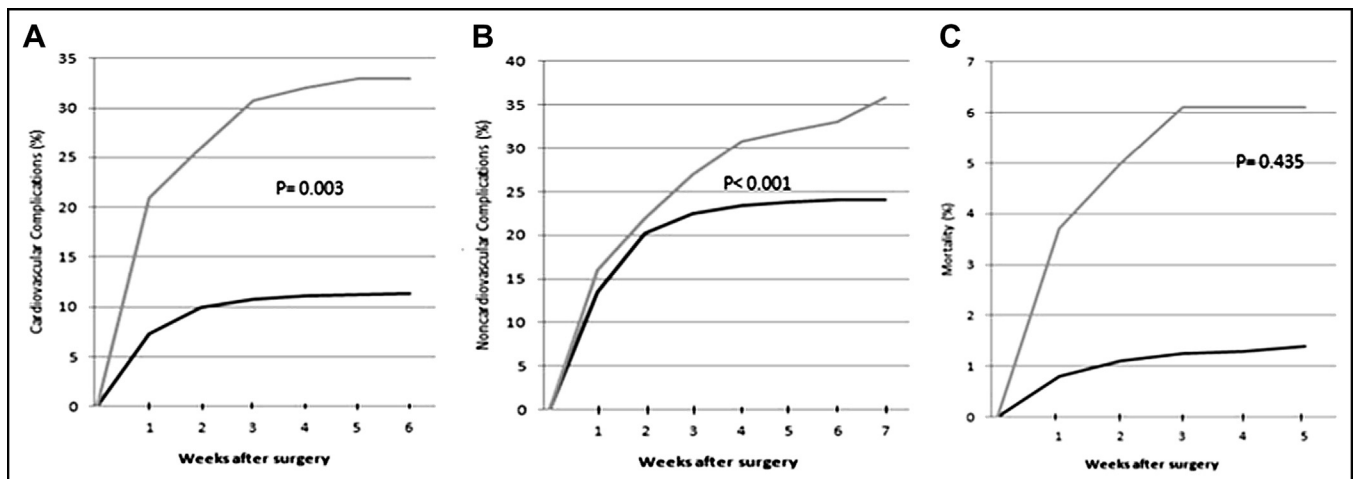 A
Cardiovascular Complications (%)
35
30
25
20
15
10
5
0
P= 0.003
1 2 3 4 5 6
Weeks after surgery
B
Noncardiovascular Complications (%)
40
35
30
25
20
15
10
5
0
P< 0.001
1 2 3 4 5 6 7
Weeks after surgery
C
Mortality (%)
7
6
5
4
3
2
1
0
P= 0.435
1 2 3 4 5
Weeks after surgery